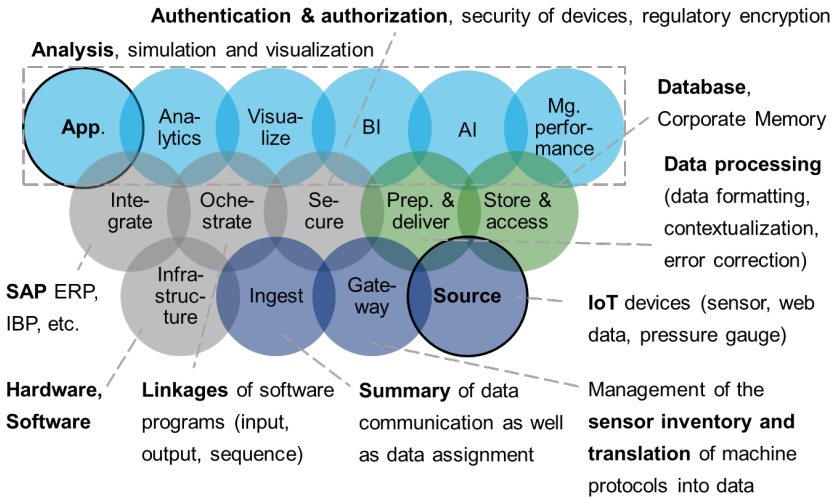 Authentication & authorization, security of devices, regulatory encryption
Analysis, simulation and visualization
App.
Ana-
lytics
Visua-
lize
BI
AI
Mg.
perfor-
mance
Database,
Corporate Memory
Inte-
grate
Oche-
strate
Se-
cure
Prep. &
deliver
Store &
access
Data processing
(data formatting,
contextualization,
error correction)
SAP ERP,
IBP, etc.
Infra-
struc-
ture
Ingest
Gate-
way
Source
IoT devices (sensor, web
data, pressure gauge)
Hardware,
Software
Linkages of software
programs (input,
output, sequence)
Summary of data
communication as well
as data assignment
Management of the
sensor inventory and
translation of machine
protocols into data